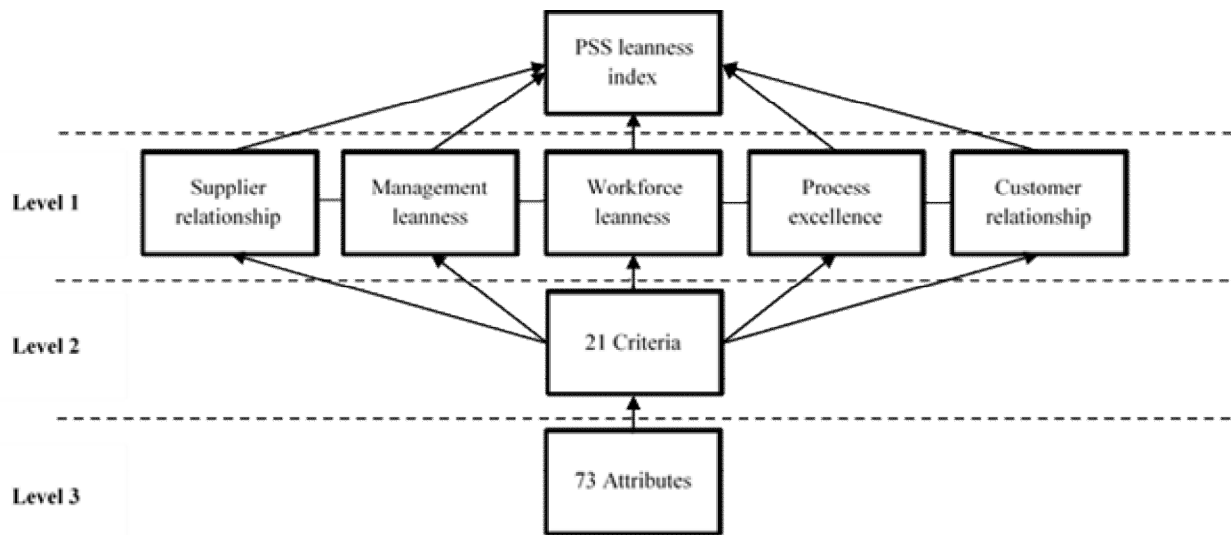 PSS leanness
index
Level 1
Supplier
relationship
Management
leanness
Workforce
leanness
Process
excellence
Customer
relationship
Level 2
21 Criteria
Level 3
73 Attributes